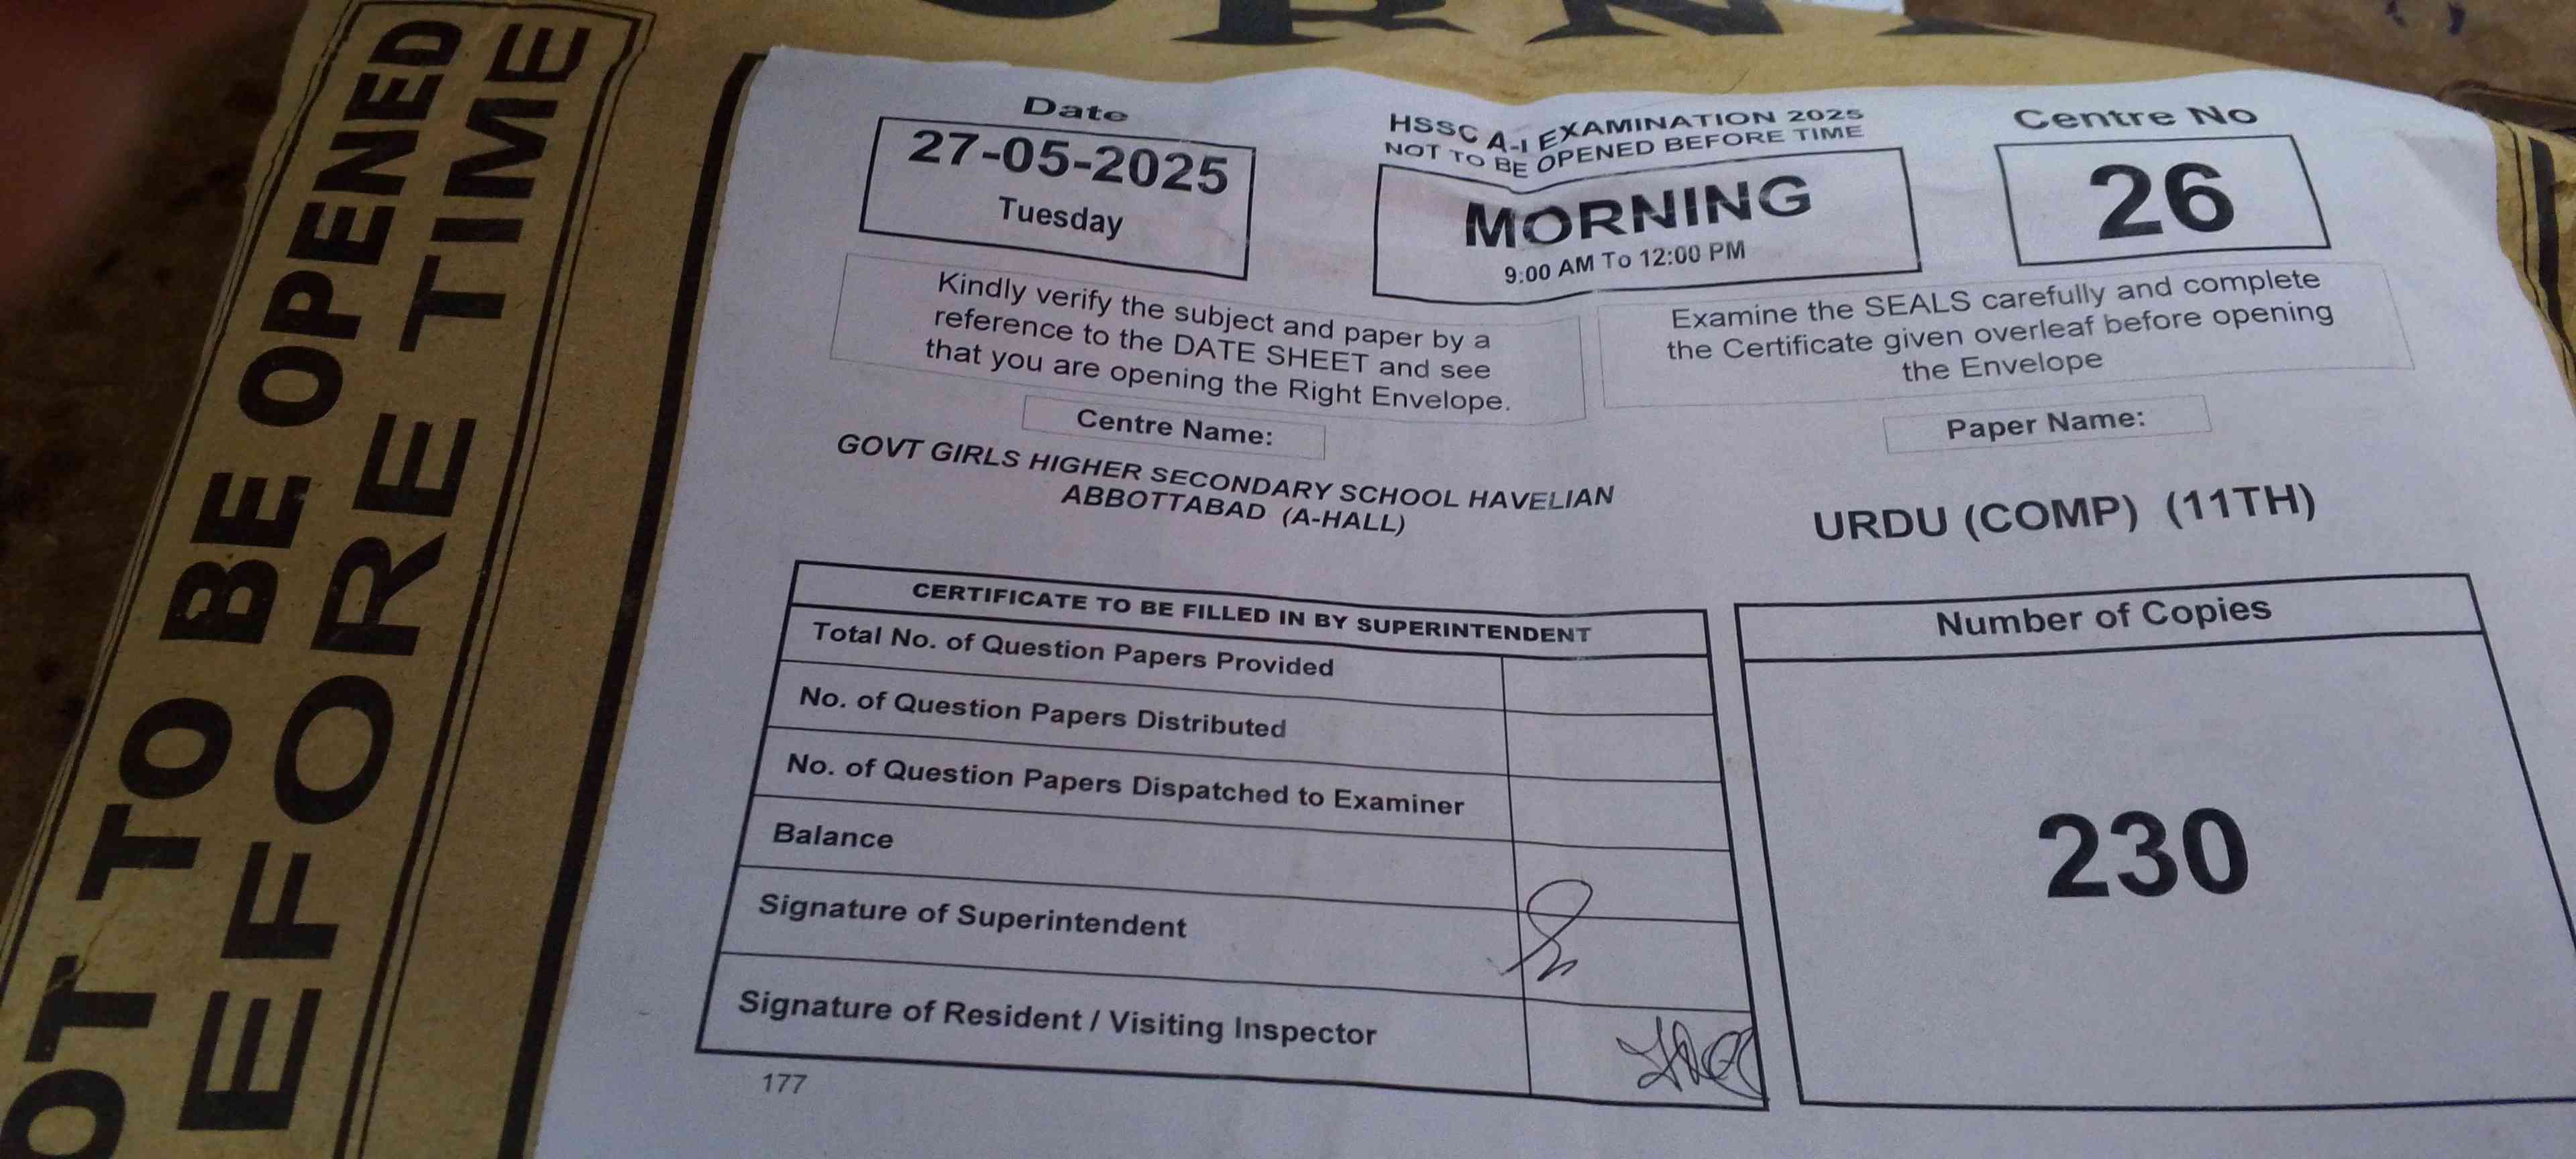 NOT TO BE OPENED
BEFORE TIME
Date
27-05-2025
Tuesday
HSSC A-I EXAMINATION 2025
NOT TO BE OPENED BEFORE TIME
MORNING
9:00 AM To 12:00 PM
Centre No
26
Kindly verify the subject and paper by a
reference to the DATE SHEET and see
that you are opening the Right Envelope.
Examine the SEALS carefully and complete
the Certificate given overleaf before opening
the Envelope
Centre Name:
GOVT GIRLS HIGHER SECONDARY SCHOOL HAVELIAN
ABBOTTABAD (A-HALL)
Paper Name:
URDU (COMP) (11TH)
CERTIFICATE TO BE FILLED IN BY SUPERINTENDENT
Total No. of Question Papers Provided
No. of Question Papers Distributed
No. of Question Papers Dispatched to Examiner
Balance
Signature of Superintendent
Signature of Resident / Visiting Inspector
177
Number of Copies
230